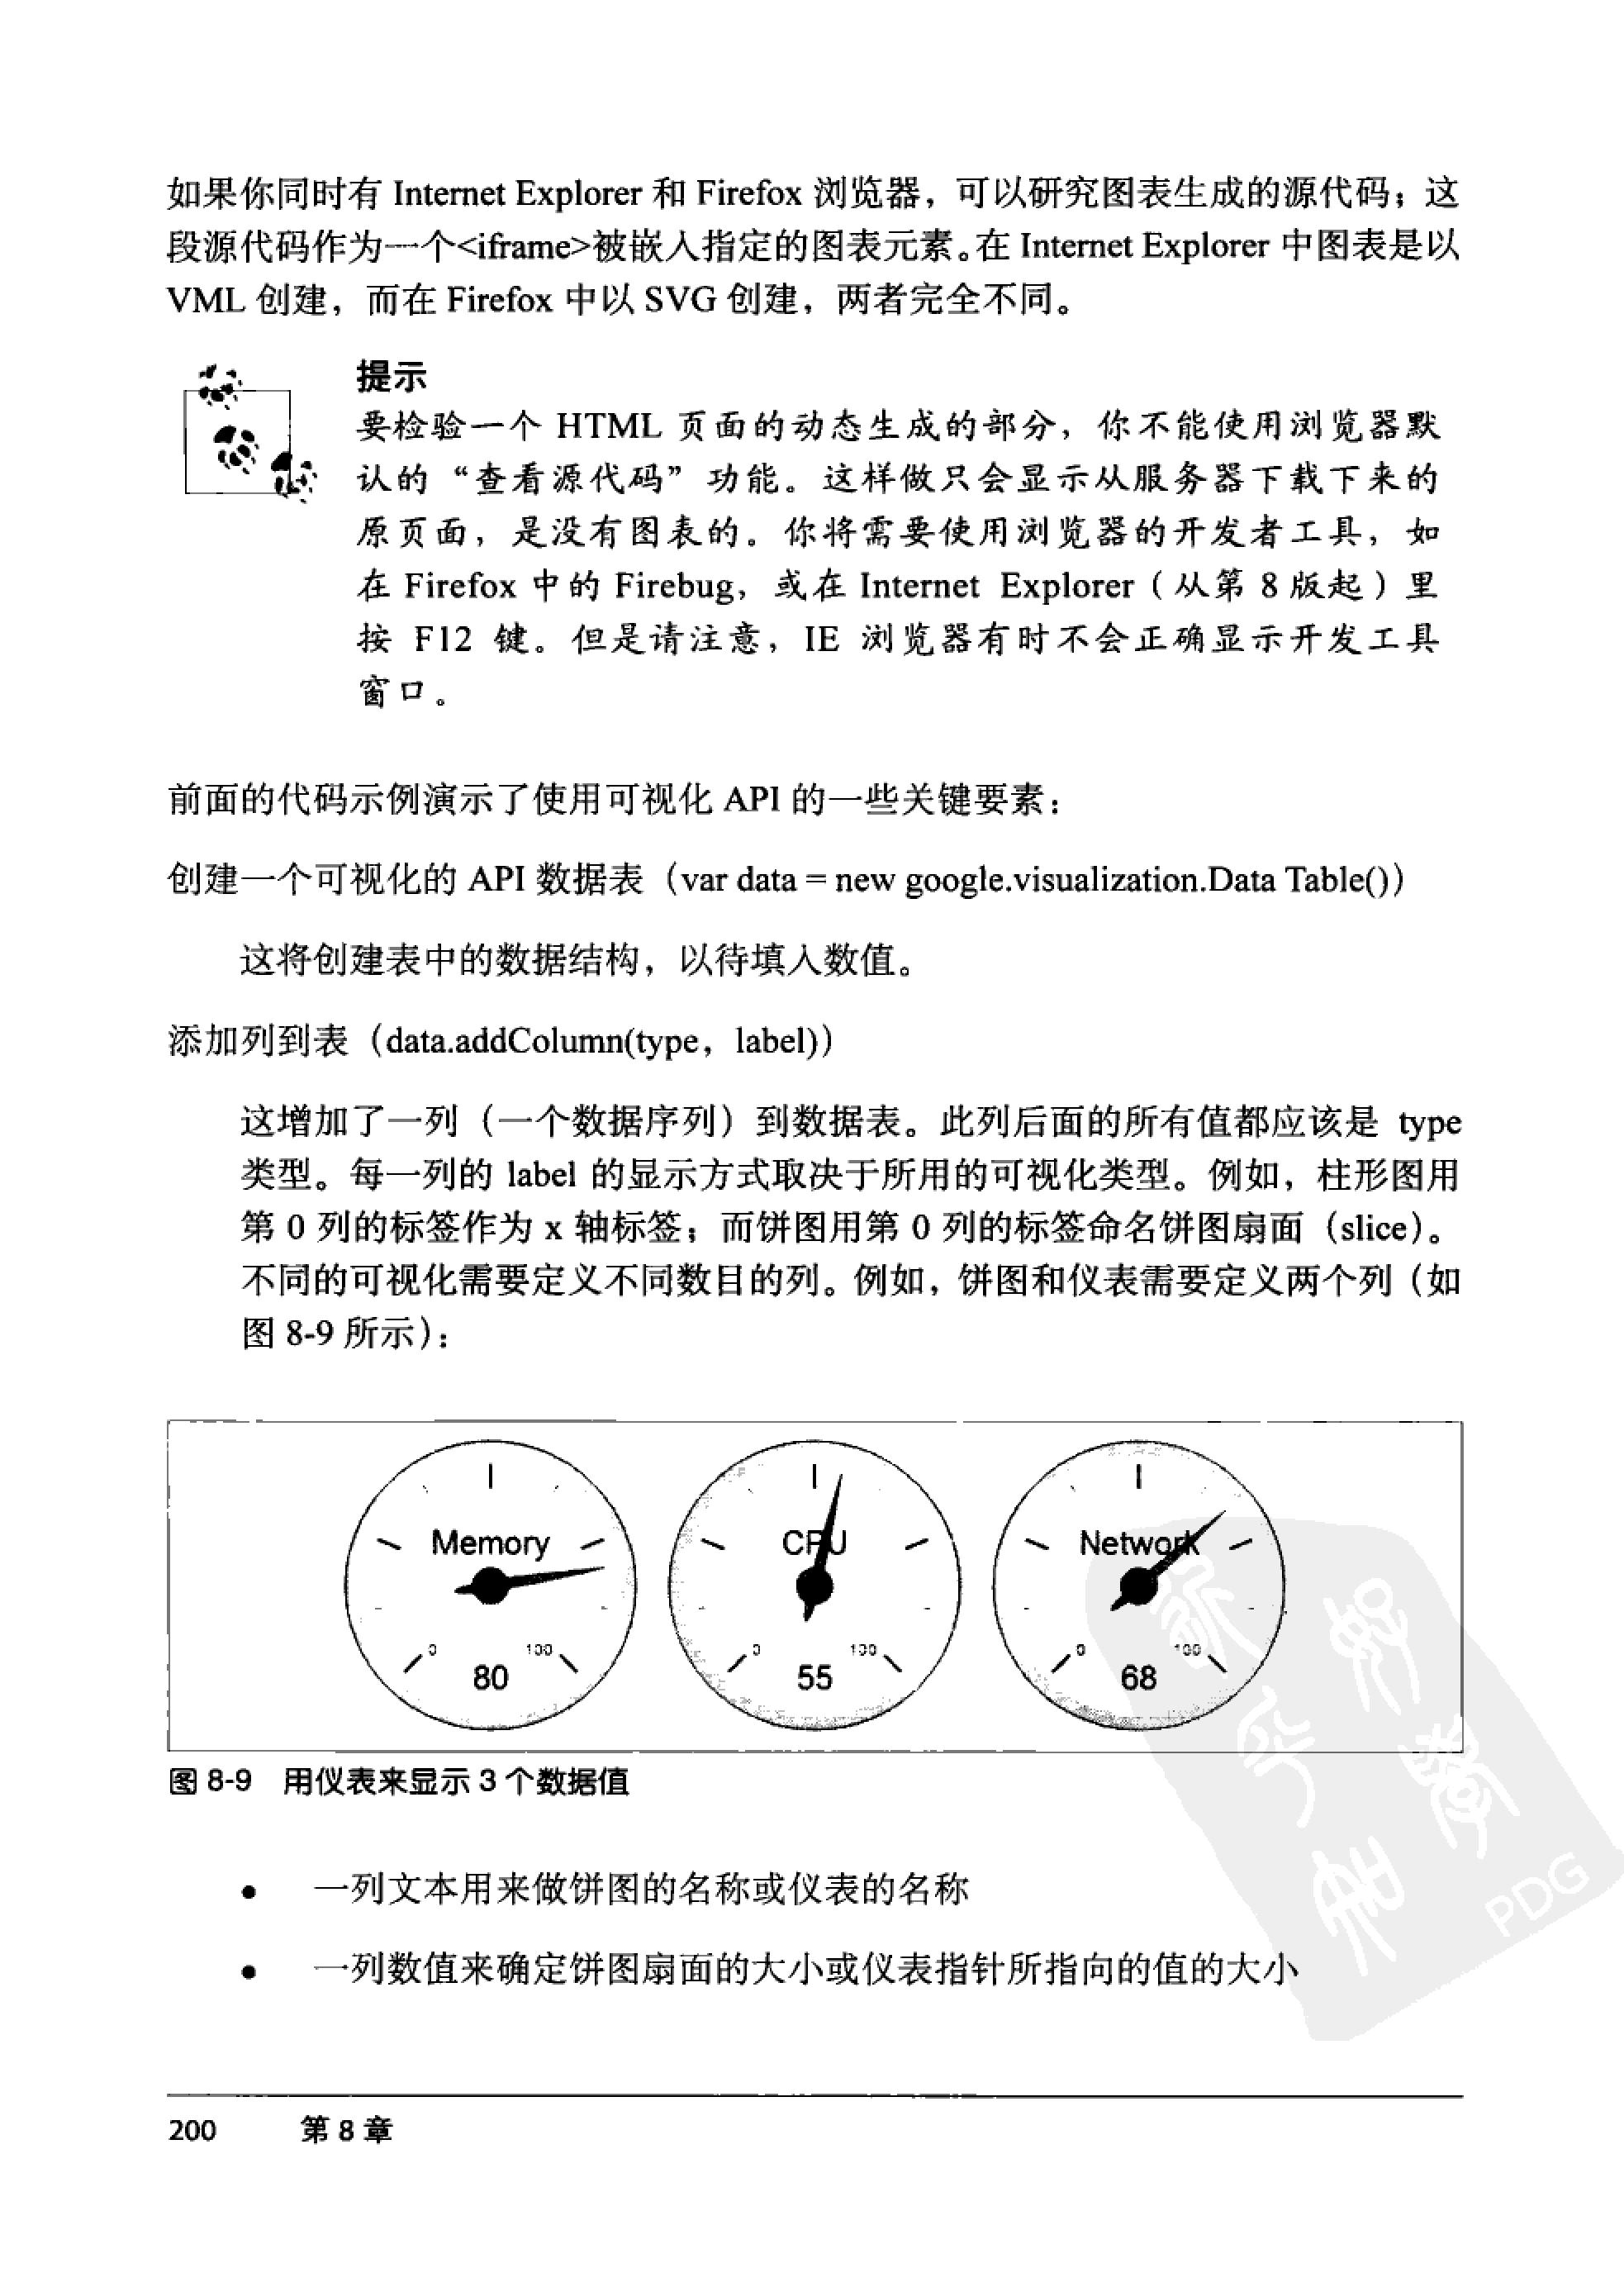 如果你同时有 Internet Explorer 和 Firefox 浏览器，可以研究图表生成的源代码；这
段源代码作为一个<iframe>被嵌入指定的图表元素。在 Internet Explorer 中图表是以
VML 创建，而在 Firefox 中以 SVG 创建，两者完全不同。
提示
要检验一个 HTML 页面的动态生成的部分，你不能使用浏览器默
认的“查看源代码”功能。这样做只会显示从服务器下载下来的
原页面，是没有图表的。你将需要使用浏览器的开发者工具，如
在 Firefox 中的 Firebug，或在 Internet Explorer（从第 8 版起）里
按 F12 键。但是请注意，IE 浏览器有时不会正确显示开发工具
窗口。
前面的代码示例演示了使用可视化 API 的一些关键要素：
创建一个可视化的 API 数据表（var data = new google.visualization.Data Table()）
这将创建表中的数据结构，以待填入数值。
添加列到表（data.addColumn(type，label)）
这增加了一列（一个数据序列）到数据表。此列后面的所有值都应该是 type
类型。每一列的 label 的显示方式取决于所用的可视化类型。例如，柱形图用
第 0 列的标签作为 x 轴标签；而饼图用第 0 列的标签命名饼图扇面（slice）。
不同的可视化需要定义不同数目的列。例如，饼图和仪表需要定义两个列（如
图 8-9 所示）：
Memory CPU Network
0 100 0 100 0 100
80 55 68
图 8-9 用仪表来显示 3 个数据值
● 一列文本用来做饼图的名称或仪表的名称
● 一列数值来确定饼图扇面的大小或仪表指针所指向的值的大小
PDG
200 第 8 章